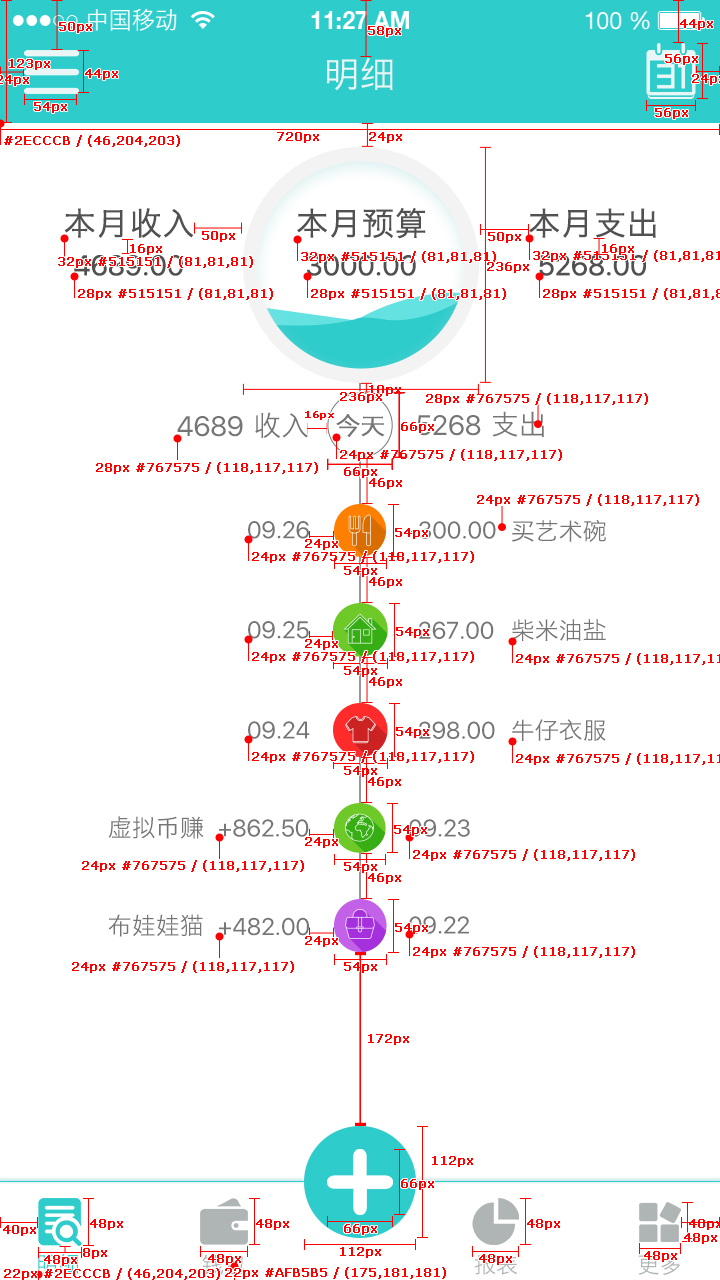 中国移动 11:27 AM 100 %
50px 58px 44px
明细
123px 44px 56px
24px 24px
54px 56px
#2ECCCB / (46,204,203) 720px 24px
本月收入 本月预算 本月支出
50px 50px
16px 16px
4689.00 3000.00 5268.00
32px #515151 / (81,81,81) 32px #515151 / (81,81,81) 32px #515151 / (81,81,81)
236px
28px #515151 / (81,81,81) 28px #515151 / (81,81,81) 28px #515151 / (81,81,8
18px
236px 28px #767575 / (118,117,117)
16px
4689 收入 今天 5268 支出
66px
24px #767575 / (118,117,117)
28px #767575 / (118,117,117) 66px
46px
24px #767575 / (118,117,117)
09.26 300.00 买艺术碗
24px 54px
24px #767575 / (118,117,117)
54px
46px
09.25 267.00 柴米油盐
24px 54px
24px #767575 / (118,117,117) 24px #767575 / (118,117,11
54px
46px
09.24 298.00 牛仔衣服
54px
24px #767575 / (118,117,117) 24px #767575 / (118,117,11
54px
46px
虚拟币赚 +862.50 09.23
24px 54px
24px #767575 / (118,117,117) 54px 24px #767575 / (118,117,117)
46px
布娃娃猫 +482.00 09.22
24px 54px
24px #767575 / (118,117,117) 54px 24px #767575 / (118,117,117)
172px
112px
66px
40px 48px 48px 66px 48px 48px
48px
48px 8px 48px 112px 48px 48px
报表 更多
22px #2ECCCB / (46,204,203) 22px #AFB5B5 / (175,181,181)